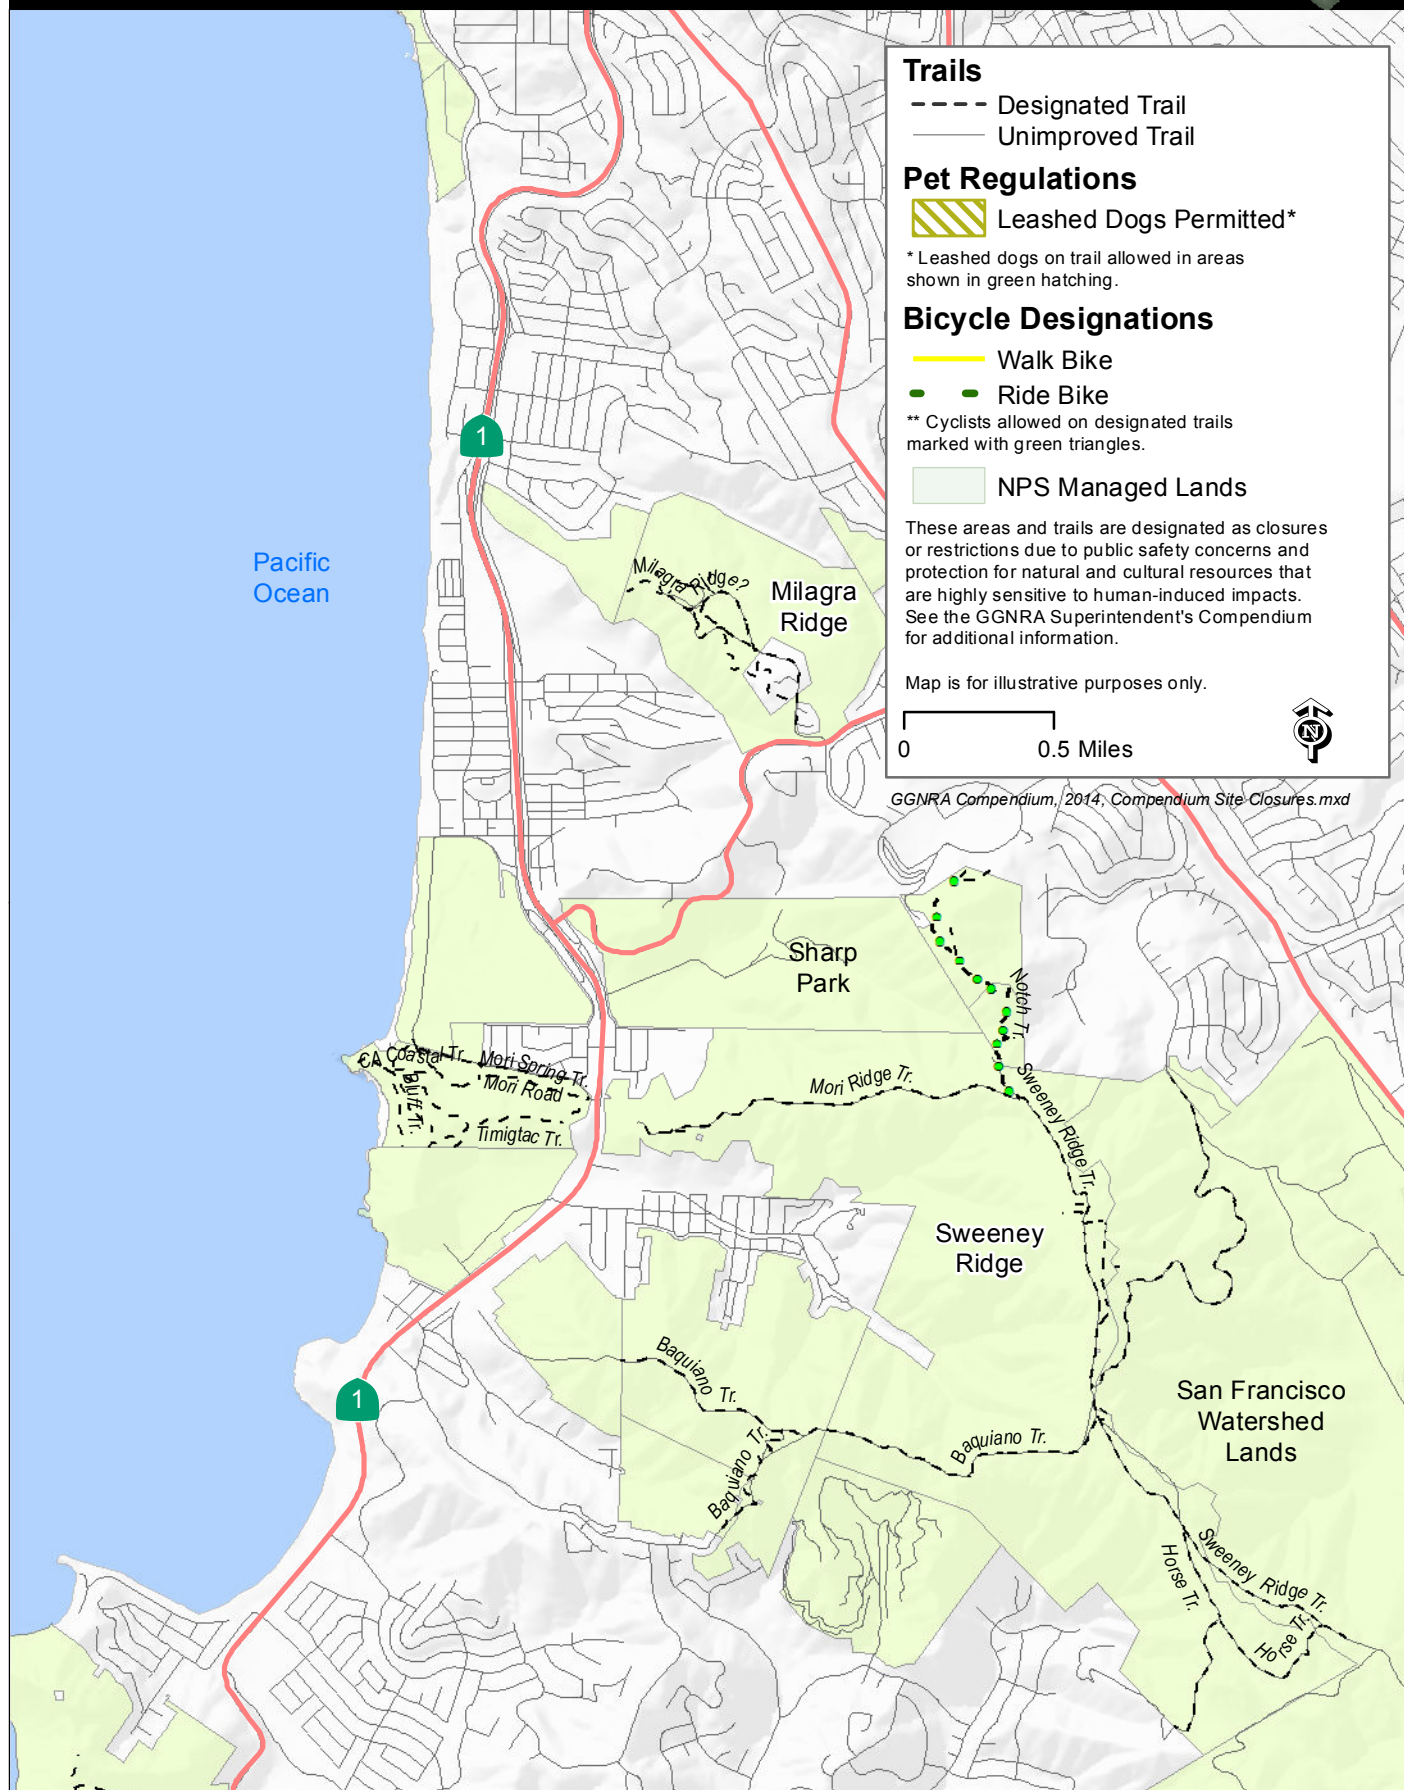 Trails
Designated Trail
Unimproved Trail
Pet Regulations
Leashed Dogs Permitted*
* Leashed dogs on trail allowed in areas
shown in green hatching.
Bicycle Designations
Walk Bike
Ride Bike
** Cyclists allowed on designated trails
marked with green triangles.
NPS Managed Lands
These areas and trails are designated as closures
or restrictions due to public safety concerns and
protection for natural and cultural resources that
are highly sensitive to human-induced impacts.
See the GGNRA Superintendent's Compendium
for additional information.
Map is for illustrative purposes only.
0 0.5 Miles
N
GGNRA Compendium, 2014, Compendium Site Closures.mxd
1
Pacific
Ocean
Milagra Ridge?
Milagra
Ridge
Sharp
Park
Notch Tr.
CA Coastal Tr.
Mori Spring Tr.
Mori Road
Bluff Tr.
Timigtac Tr.
Mori Ridge Tr.
Sweeney Ridge Tr.
Sweeney
Ridge
Baquiano Tr.
1
Baquiano Tr.
Baquiano Tr.
San Francisco
Watershed
Lands
Sweeney Ridge Tr.
Horse Tr.
Horse Tr.